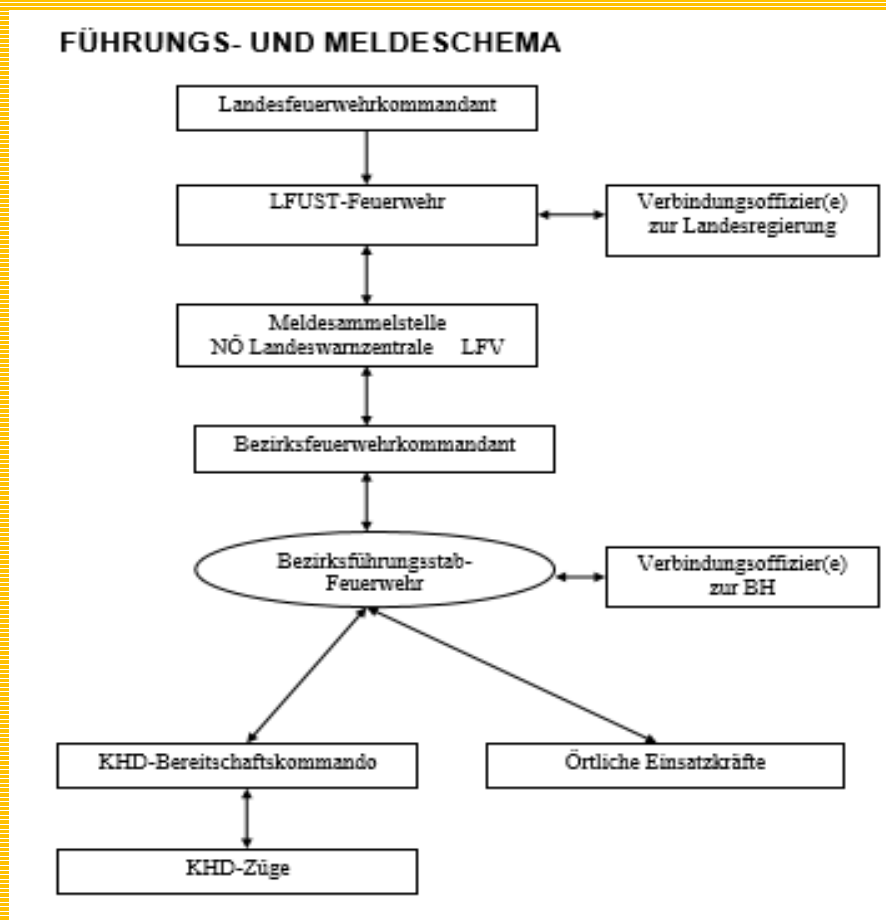 FÜHRUNGS- UND MELDESCHEMA
Landesfeuerwehrkommandant
LFUST-Feuerwehr
Verbindungsoffizier(e)
zur Landesregierung
Meldesammelstelle
NÖ Landeswarnzentrale LFV
Bezirksfeuerwehrkommandant
Bezirksführungsstab-
Feuerwehr
Verbindungsoffizier(e)
zur BH
KHD-Bereitschaftskommando
Örtliche Einsatzkräfte
KHD-Züge